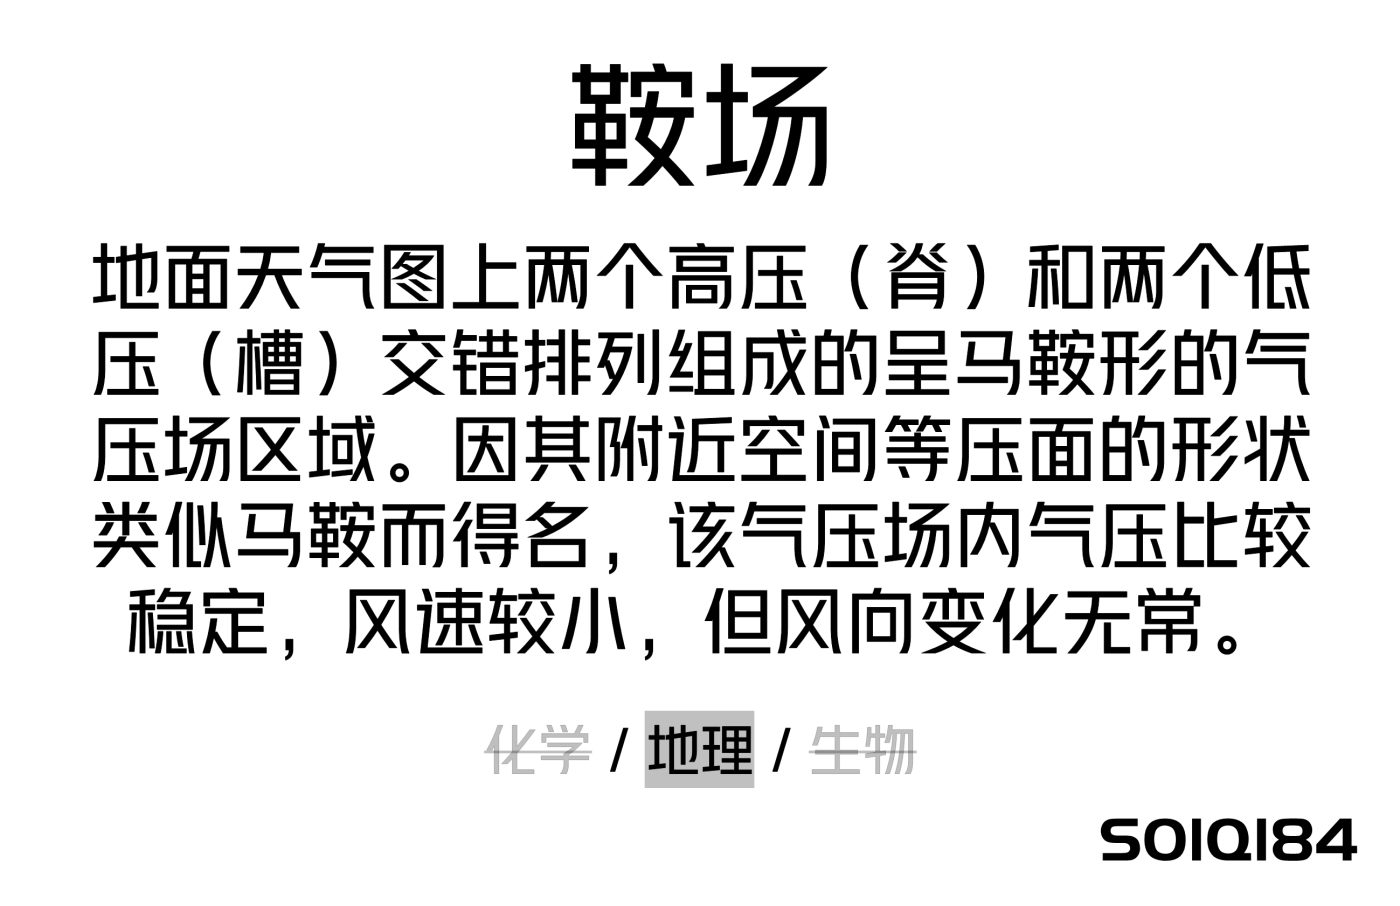 鞍场
地面天气图上两个高压（脊）和两个低
压（槽）交错排列组成的呈马鞍形的气
压场区域。因其附近空间等压面的形状
类似马鞍而得名，该气压场内气压比较
稳定，风速较小，但风向变化无常。
化学 / 地理 / 生物
SO1Q184